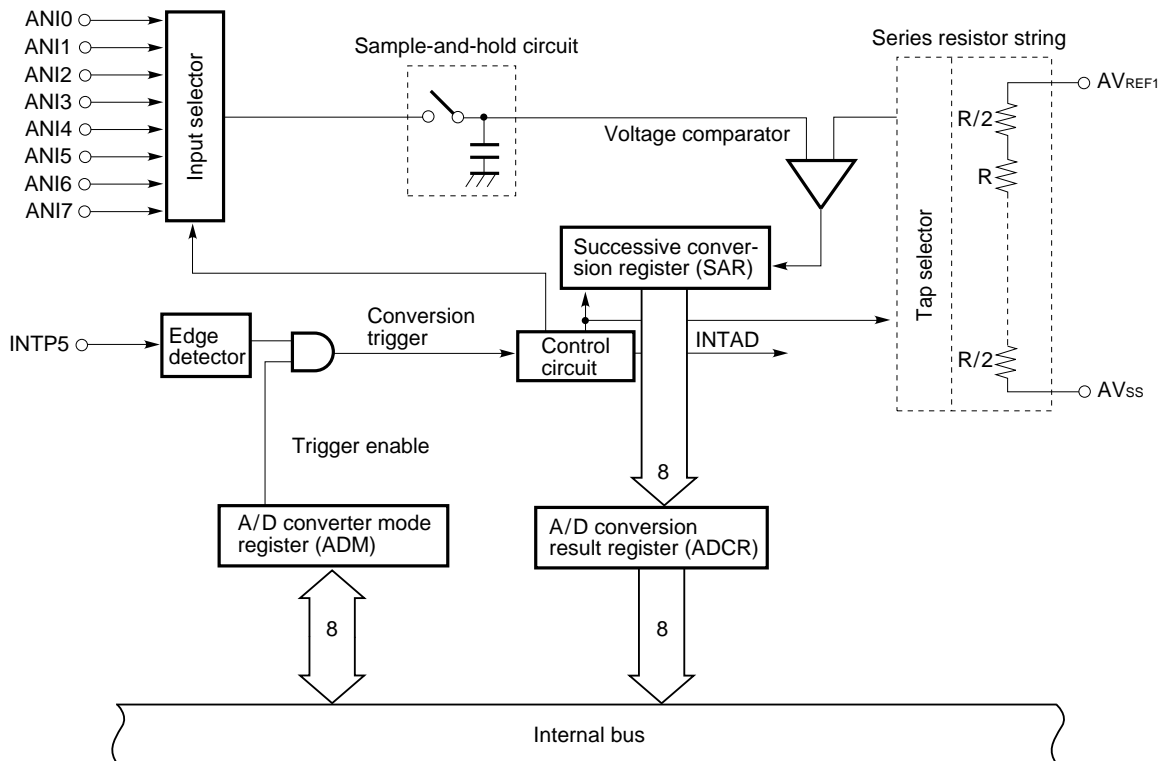 ANI0
ANI1
ANI2
ANI3
ANI4
ANI5
ANI6
ANI7
Input selector
Sample-and-hold circuit
Series resistor string
AVREF1
R/2
R
Voltage comparator
Tap selector
Successive conver-
sion register (SAR)
INTP5
Edge
detector
Conversion
trigger
Control
circuit
INTAD
R/2
AVSS
Trigger enable
8
A/D converter mode
register (ADM)
A/D conversion
result register (ADCR)
8
8
Internal bus